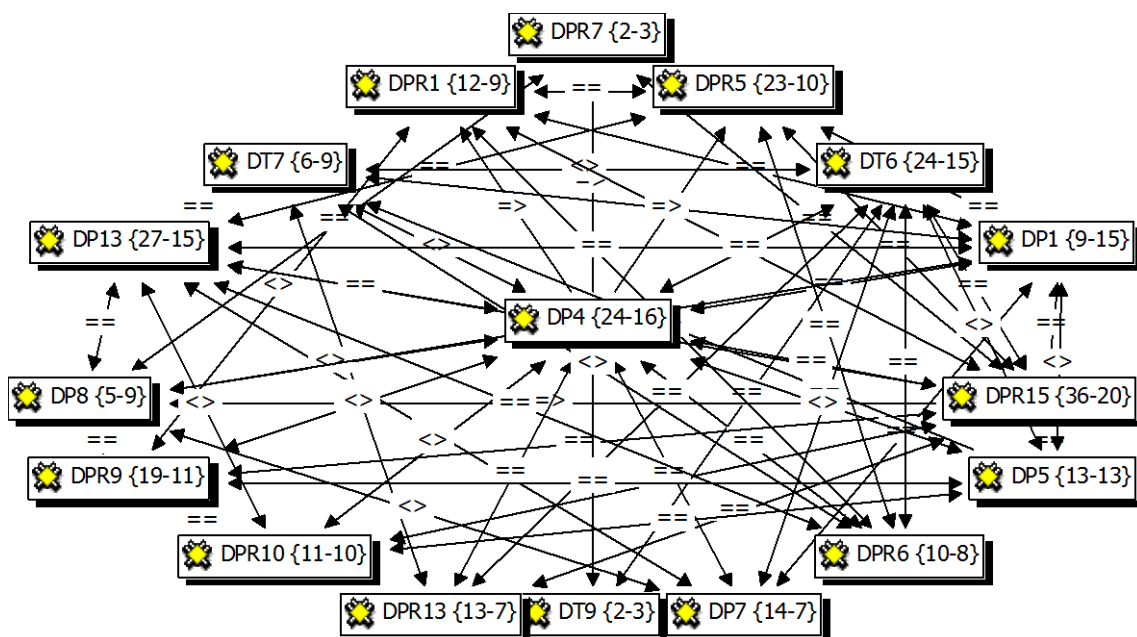 DPR7 {2-3}
DPR1 {12-9}
==
DPR5 {23-10}
DT7 {6-9}
==
<>
==
DT6 {24-15}
~>
==
==
=>
=>
==
DP13 {27-15}
<>
==
==
==
DP1 {9-15}
<>
==
==
==
==
DP4 {24-16}
<>
==
==
<>
<>
==
==
<>
DP8 {5-9}
<>
<>
==
=>
==
==
<>
DPR15 {36-20}
==
<>
==
==
==
==
DPR9 {19-11}
==
==
==
DP5 {13-13}
==
<>
==
==
DPR10 {11-10}
DPR6 {10-8}
DPR13 {13-7}
DT9 {2-3}
DP7 {14-7}